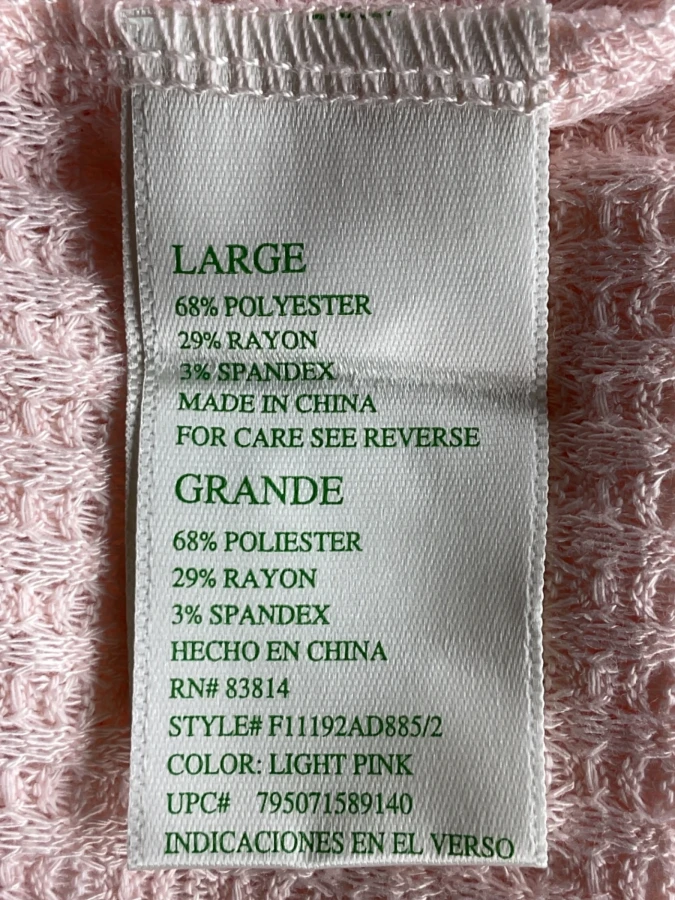 LARGE
68% POLYESTER
29% RAYON
3% SPANDEX
MADE IN CHINA
FOR CARE SEE REVERSE
GRANDE
68% POLIESTER
29% RAYON
3% SPANDEX
HECHO EN CHINA
RN# 83814
STYLE# F11192AD885/2
COLOR: LIGHT PINK
UPC# 795071589140
INDICACIONES EN EL VERSO